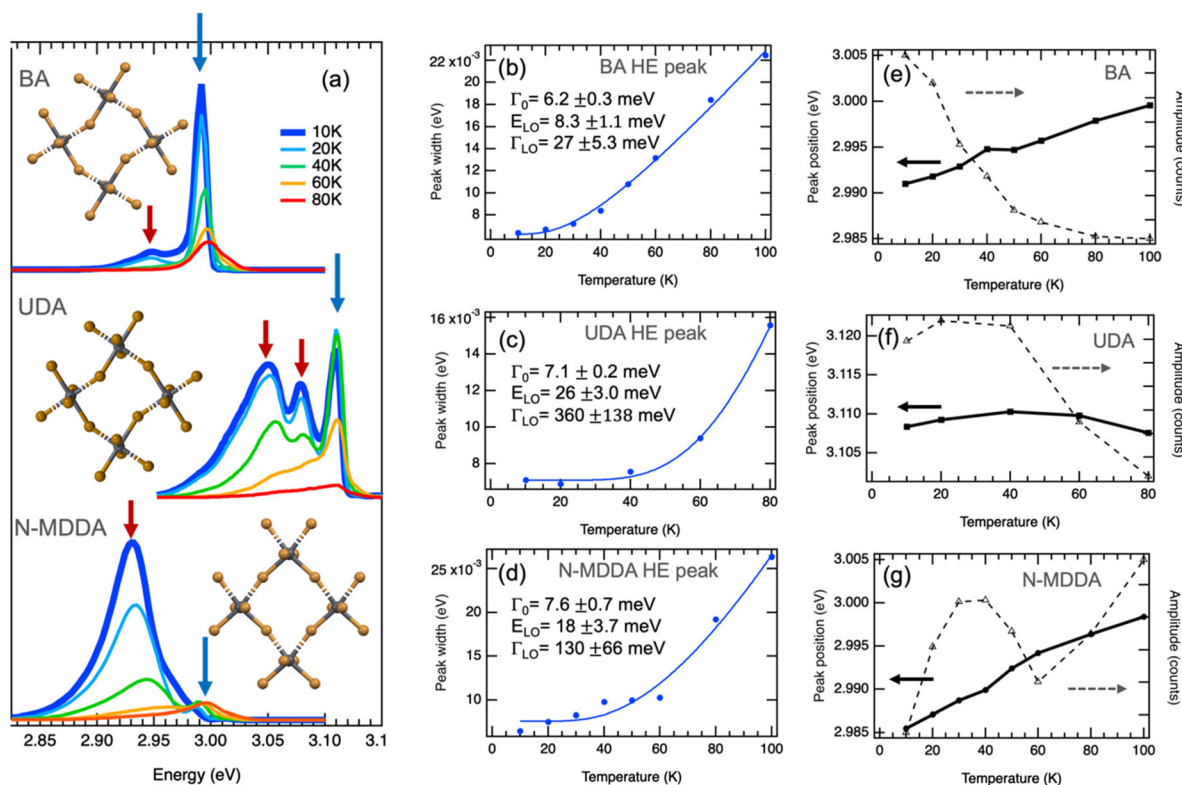 BA
(a)
10K
20K
40K
60K
80K
UDA
N-MDDA
2.85 2.90 2.95 3.00 3.05 3.10 3.1
Energy (eV)
22 x10⁻³
20
18
16
14
12
10
8
(b)
BA HE peak
Γ₀= 6.2 ±0.3 meV
E_LO= 8.3 ±1.1 meV
Γ_LO= 27 ±5.3 meV
Peak width (eV)
0 20 40 60 80 100
Temperature (K)
16 x10⁻³
14
12
10
8
(c)
UDA HE peak
Γ₀= 7.1 ± 0.2 meV
E_LO= 26 ±3.0 meV
Γ_LO= 360 ±138 meV
Peak width (eV)
0 20 40 60 80
Temperature (K)
25 x10⁻³
20
15
10
(d)
N-MDDA HE peak
Γ₀= 7.6 ±0.7 meV
E_LO= 18 ±3.7 meV
Γ_LO= 130 ±66 meV
Peak width (eV)
0 20 40 60 80 100
Temperature (K)
3.005
3.000
2.995
2.990
2.985
(e)
BA
Peak position (eV)
Amplitude (counts)
0 20 40 60 80 100
Temperature (K)
3.120
3.115
3.110
3.105
(f)
UDA
Peak position (eV)
Amplitude (counts)
0 20 40 60 80
Temperature (K)
3.005
3.000
2.995
2.990
2.985
(g)
N-MDDA
Peak position (eV)
Amplitude (counts)
0 20 40 60 80 100
Temperature (K)